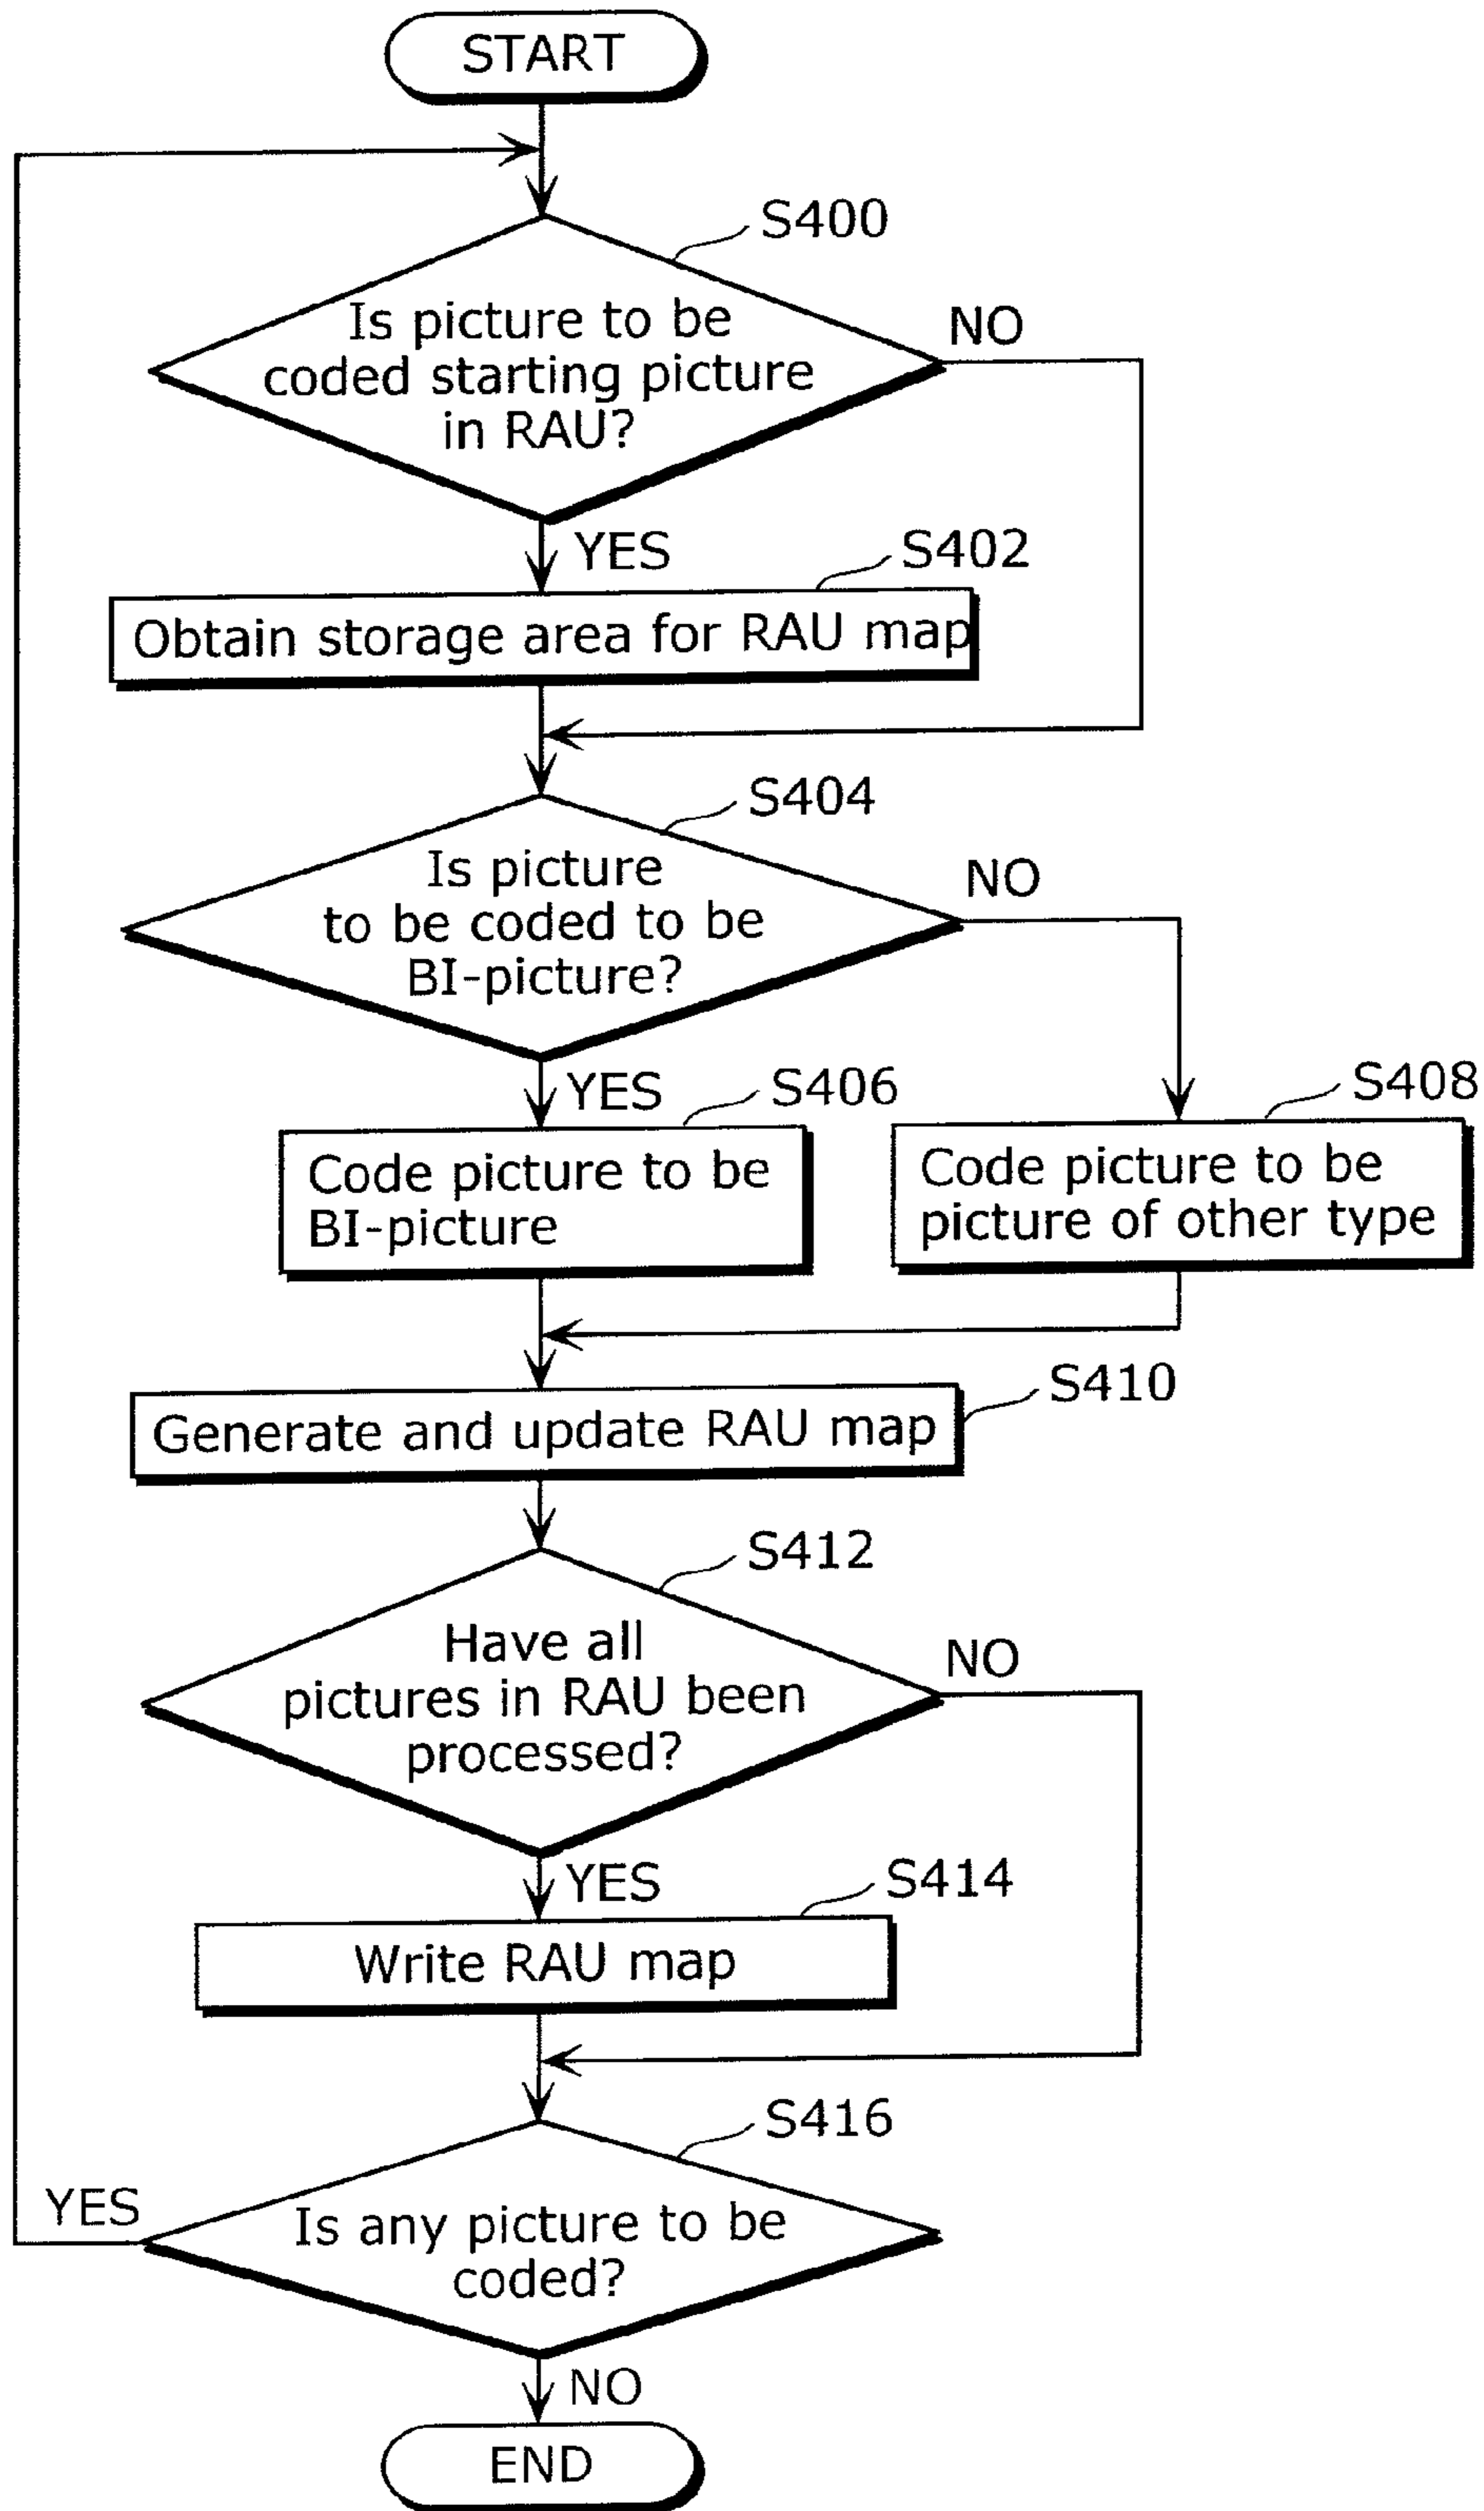 START
S400
Is picture to be
coded starting picture
in RAU?
NO
YES
S402
Obtain storage area for RAU map
S404
Is picture
to be coded to be
BI-picture?
NO
YES
S406
S408
Code picture to be
BI-picture
Code picture to be
picture of other type
S410
Generate and update RAU map
S412
Have all
pictures in RAU been
processed?
NO
YES
S414
Write RAU map
S416
YES
Is any picture to be
coded?
NO
END